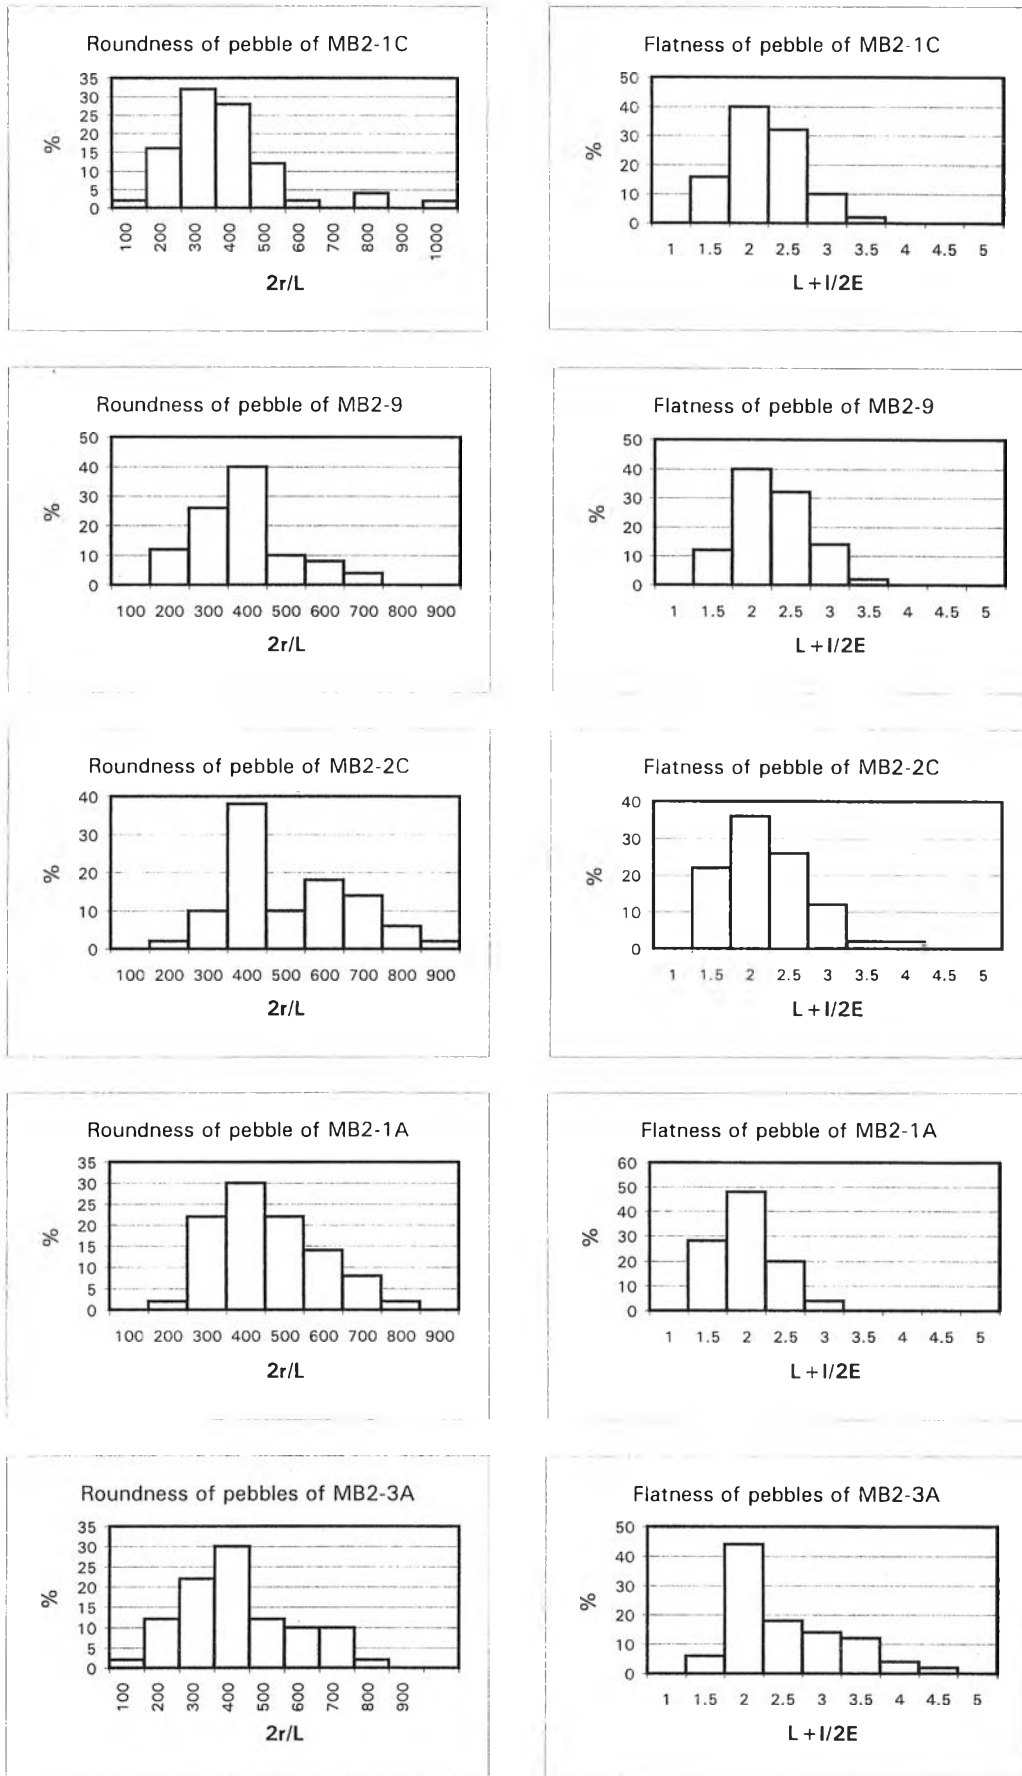 Roundness of pebble of MB2-1C
35
30
25
20
15
10
5
0
%
100 200 300 400 500 600 700 800 900 1000
2r/L
Flatness of pebble of MB2-1C
50
40
30
20
10
0
%
1 1.5 2 2.5 3 3.5 4 4.5 5
L+I/2E
Roundness of pebble of MB2-9
50
40
30
20
10
0
%
100 200 300 400 500 600 700 800 900
2r/L
Flatness of pebble of MB2-9
50
40
30
20
10
0
%
1 1.5 2 2.5 3 3.5 4 4.5 5
L+I/2E
Roundness of pebble of MB2-2C
40
30
20
10
0
%
100 200 300 400 500 600 700 800 900
2r/L
Flatness of pebble of MB2-2C
40
30
20
10
0
%
1 1.5 2 2.5 3 3.5 4 4.5 5
L+I/2E
Roundness of pebble of MB2-1A
35
30
25
20
15
10
5
0
%
100 200 300 400 500 600 700 800 900
2r/L
Flatness of pebble of MB2-1A
60
50
40
30
20
10
0
%
1 1.5 2 2.5 3 3.5 4 4.5 5
L+I/2E
Roundness of pebbles of MB2-3A
35
30
25
20
15
10
5
0
%
100 200 300 400 500 600 700 800 900
2r/L
Flatness of pebbles of MB2-3A
50
40
30
20
10
0
%
1 1.5 2 2.5 3 3.5 4 4.5 5
L+I/2E